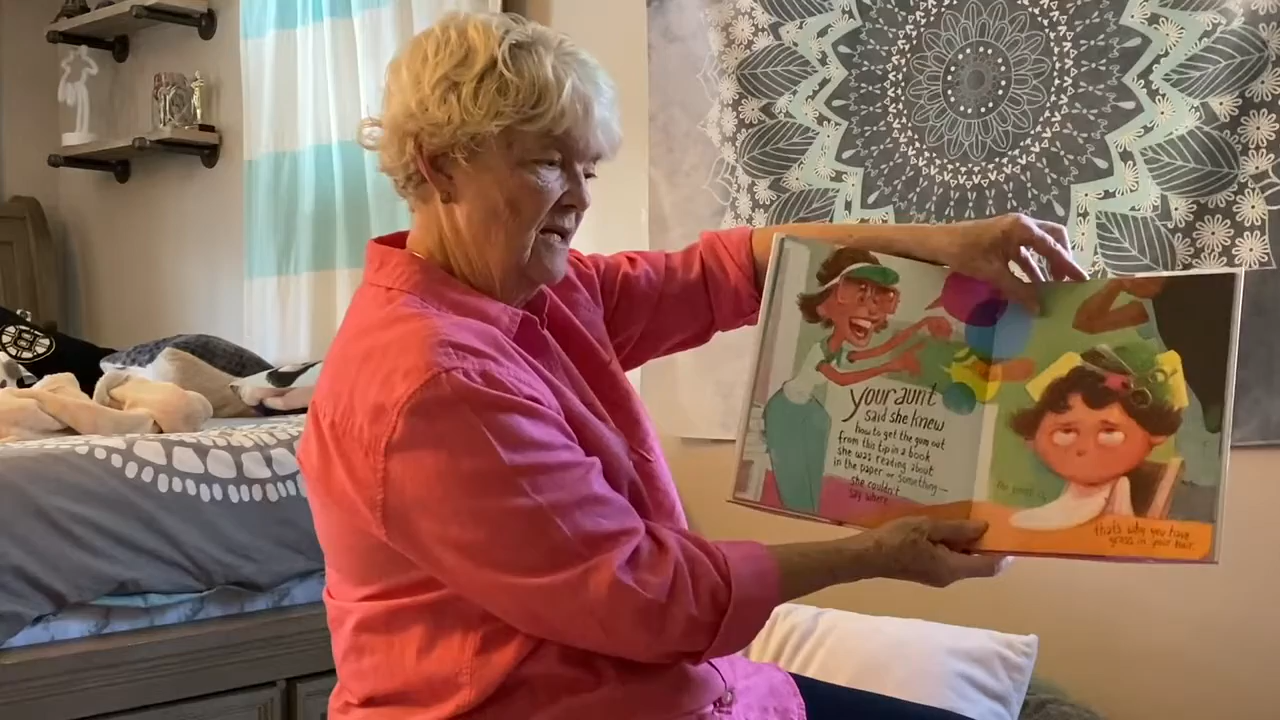 your aunt
said she knew
how to get the gum out
from this tip in a book
she was reading about
in the paper or something—
she couldn't
say where.
that's why you have
grass in your hair.